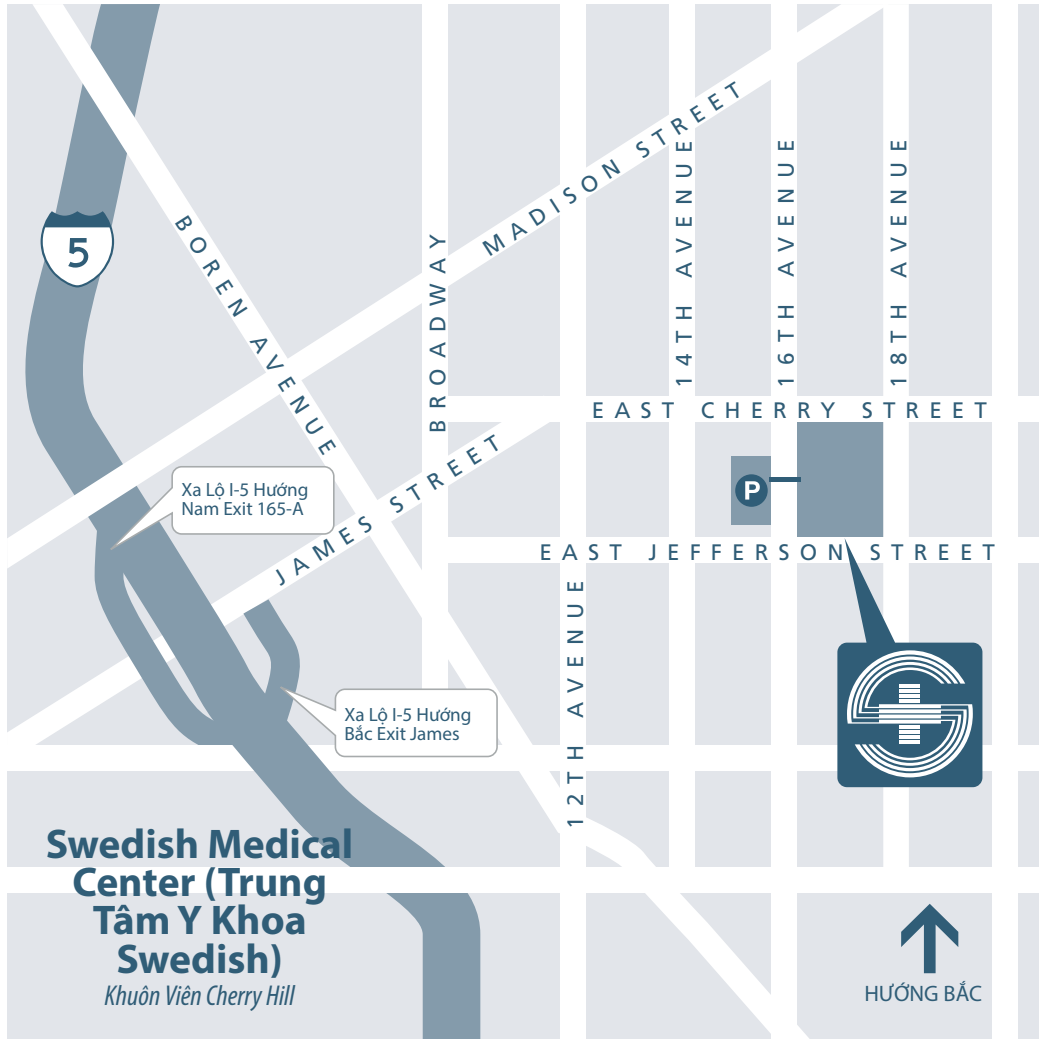 MADISON STREET
14TH AVENUE
16TH AVENUE
18TH AVENUE
5
BOREN AVENUE
BROADWAY
EAST CHERRY STREET
JAMES STREET
Xa Lộ I-5 Hướng
Nam Exit 165-A
P
EAST JEFFERSON STREET
12TH AVENUE
Xa Lộ I-5 Hướng
Bắc Exit James
Swedish Medical
Center (Trung
Tâm Y Khoa
Swedish)
Khuôn Viên Cherry Hill
HƯỚNG BẮC